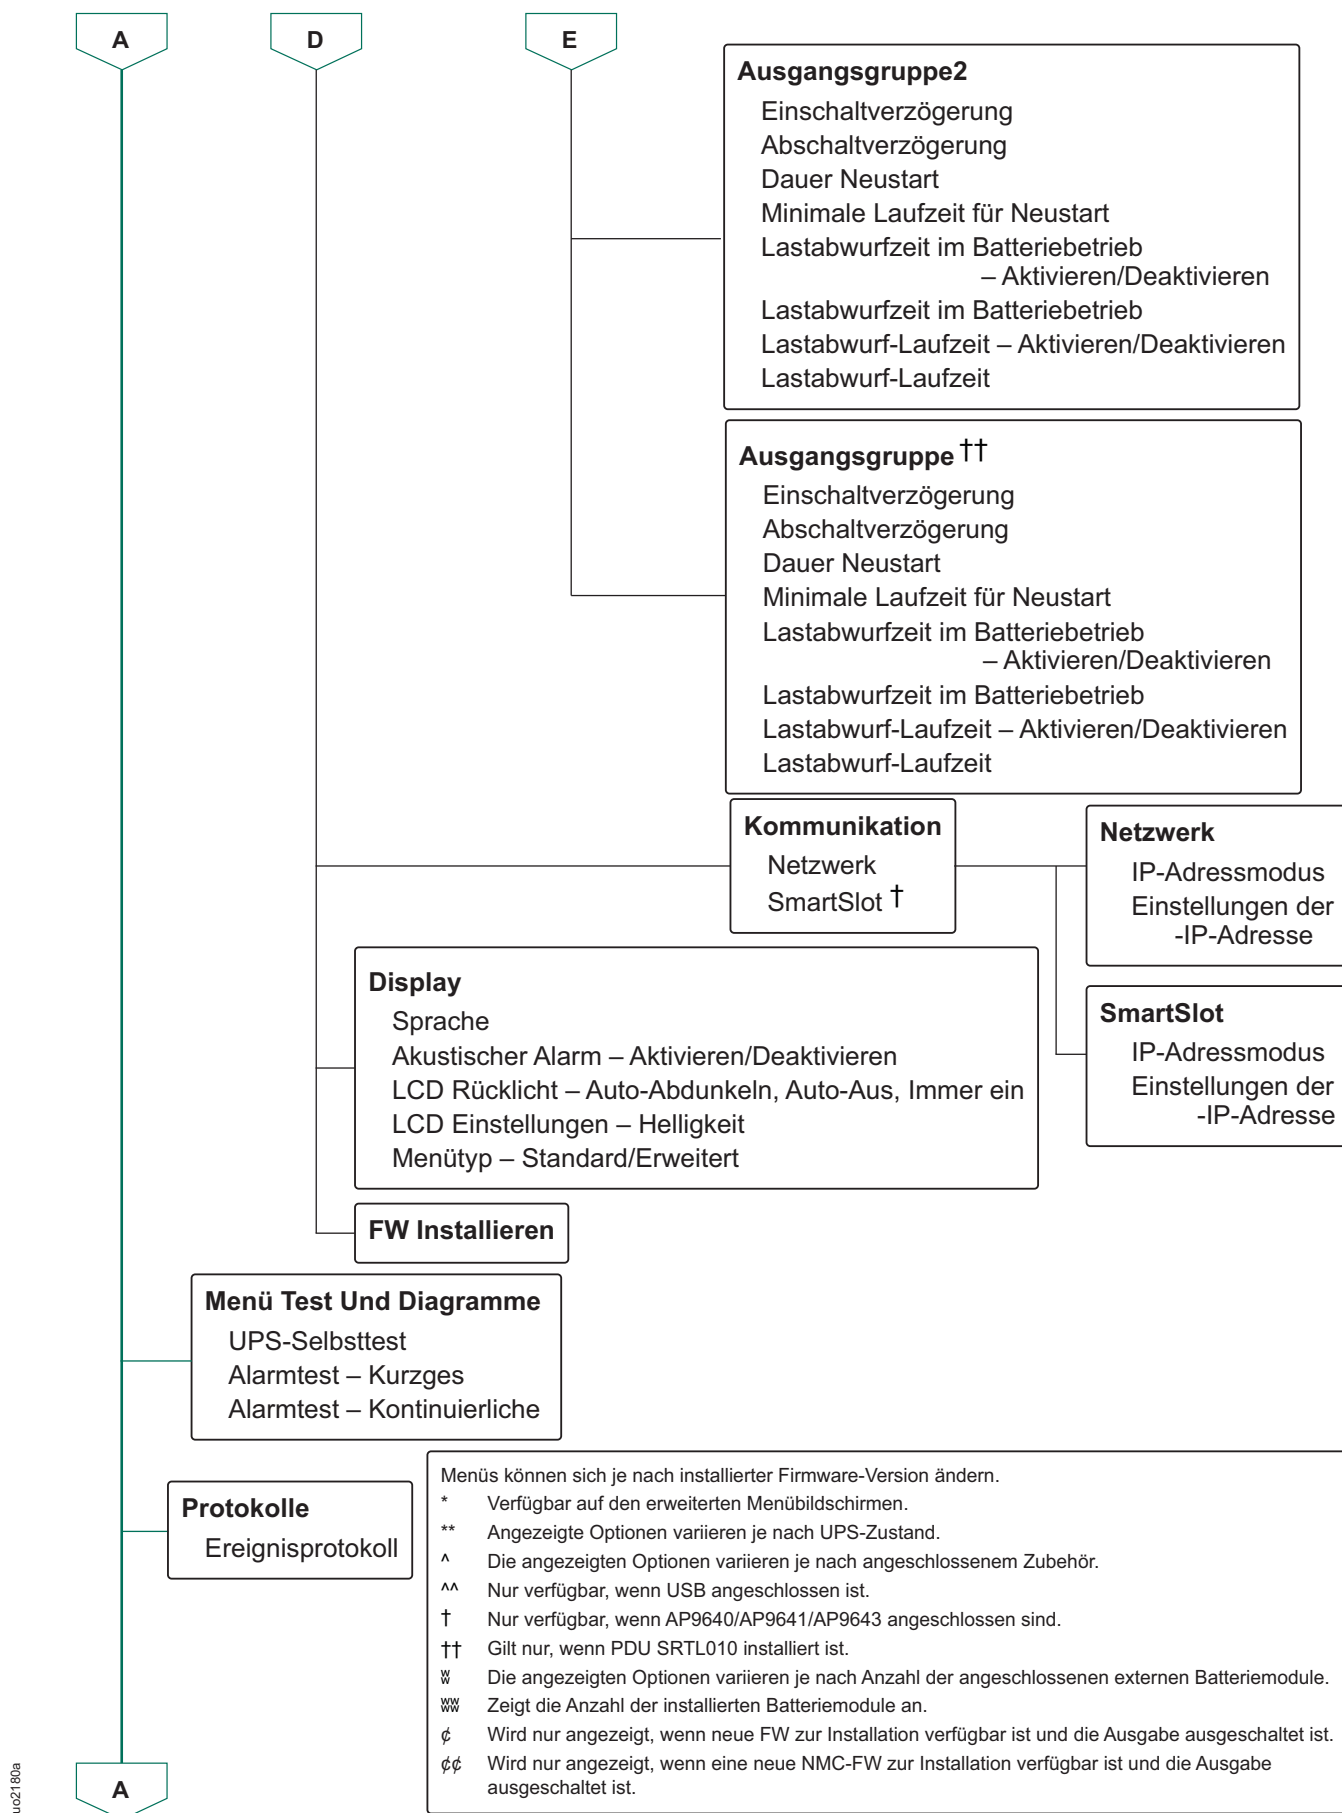 A
D
E
Ausgangsgruppe2
Einschaltverzögerung
Abschaltverzögerung
Dauer Neustart
Minimale Laufzeit für Neustart
Lastabwurfzeit im Batteriebetrieb
– Aktivieren/Deaktivieren
Lastabwurfzeit im Batteriebetrieb
Lastabwurf-Laufzeit – Aktivieren/Deaktivieren
Lastabwurf-Laufzeit
Ausgangsgruppe ††
Einschaltverzögerung
Abschaltverzögerung
Dauer Neustart
Minimale Laufzeit für Neustart
Lastabwurfzeit im Batteriebetrieb
– Aktivieren/Deaktivieren
Lastabwurfzeit im Batteriebetrieb
Lastabwurf-Laufzeit – Aktivieren/Deaktivieren
Lastabwurf-Laufzeit
Kommunikation
Netzwerk
SmartSlot †
Netzwerk
IP-Adressmodus
Einstellungen der
-IP-Adresse
SmartSlot
IP-Adressmodus
Einstellungen der
-IP-Adresse
Display
Sprache
Akustischer Alarm – Aktivieren/Deaktivieren
LCD Rücklicht – Auto-Abdunkeln, Auto-Aus, Immer ein
LCD Einstellungen – Helligkeit
Menütyp – Standard/Erweitert
FW Installieren
Menü Test Und Diagramme
UPS-Selbsttest
Alarmtest – Kurzges
Alarmtest – Kontinuierliche
Protokolle
Ereignisprotokoll
Menüs können sich je nach installierter Firmware-Version ändern.
* Verfügbar auf den erweiterten Menübildschirmen.
** Angezeigte Optionen variieren je nach UPS-Zustand.
^ Die angezeigten Optionen variieren je nach angeschlossenem Zubehör.
^^ Nur verfügbar, wenn USB angeschlossen ist.
† Nur verfügbar, wenn AP9640/AP9641/AP9643 angeschlossen sind.
†† Gilt nur, wenn PDU SRTL010 installiert ist.
Die angezeigten Optionen variieren je nach Anzahl der angeschlossenen externen Batteriemodule.
Zeigt die Anzahl der installierten Batteriemodule an.
¢ Wird nur angezeigt, wenn neue FW zur Installation verfügbar ist und die Ausgabe ausgeschaltet ist.
¢¢ Wird nur angezeigt, wenn eine neue NMC-FW zur Installation verfügbar ist und die Ausgabe
ausgeschaltet ist.
A
uo2180a